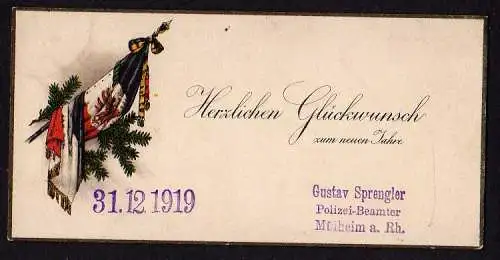 Herzlichen Glückwunsch
zum neuen Jahre
31.12 1919
Gustav Sprengler
Polizei-Beamter
Mülheim a. Rh.